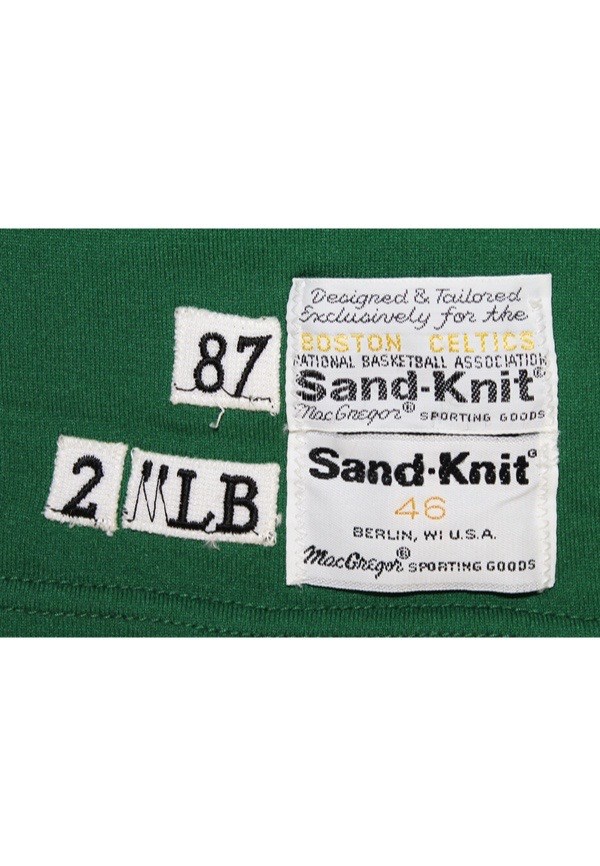 87
2 "LB
Designed & Tailored
Exclusively for the
BOSTON CELTICS
NATIONAL BASKETBALL ASSOCIATION
Sand-Knit®
MacGregor® SPORTING GOODS
Sand-Knit®
46
BERLIN, WI U.S.A.
MacGregor® SPORTING GOODS